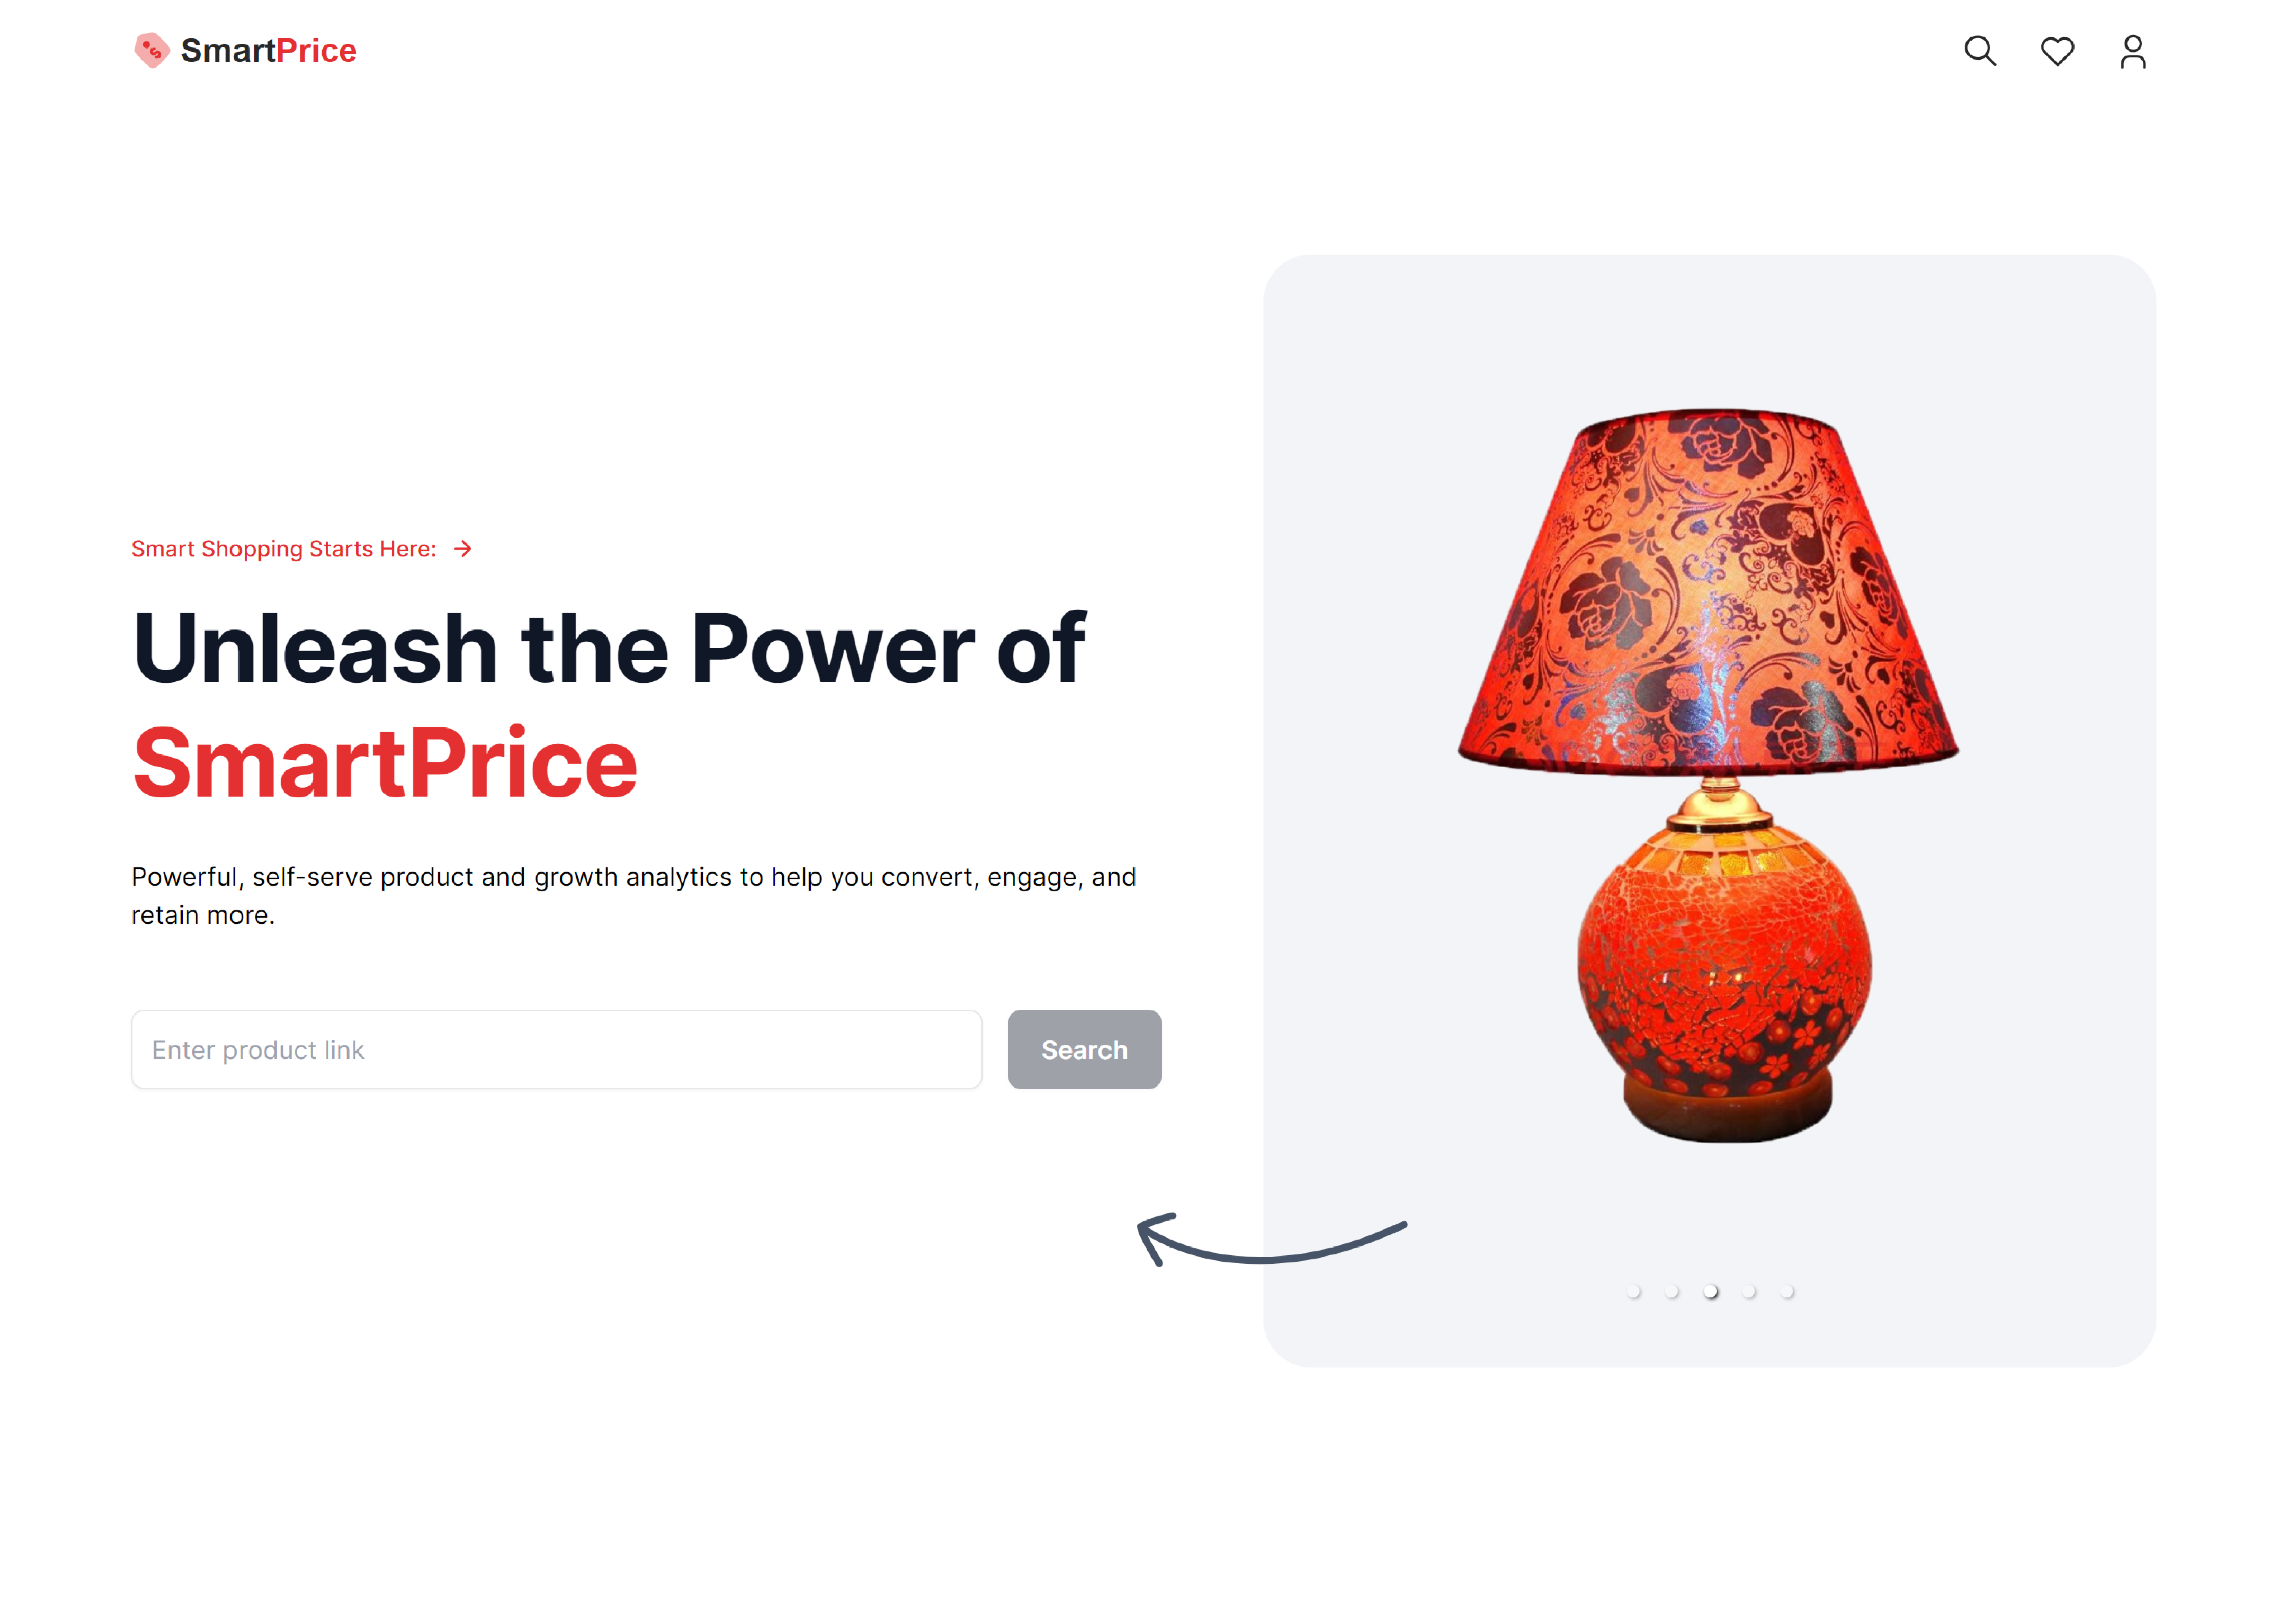 SmartPrice
Smart Shopping Starts Here:
Unleash the Power of
SmartPrice
Powerful, self-serve product and growth analytics to help you convert, engage, and
retain more.
Enter product link
Search